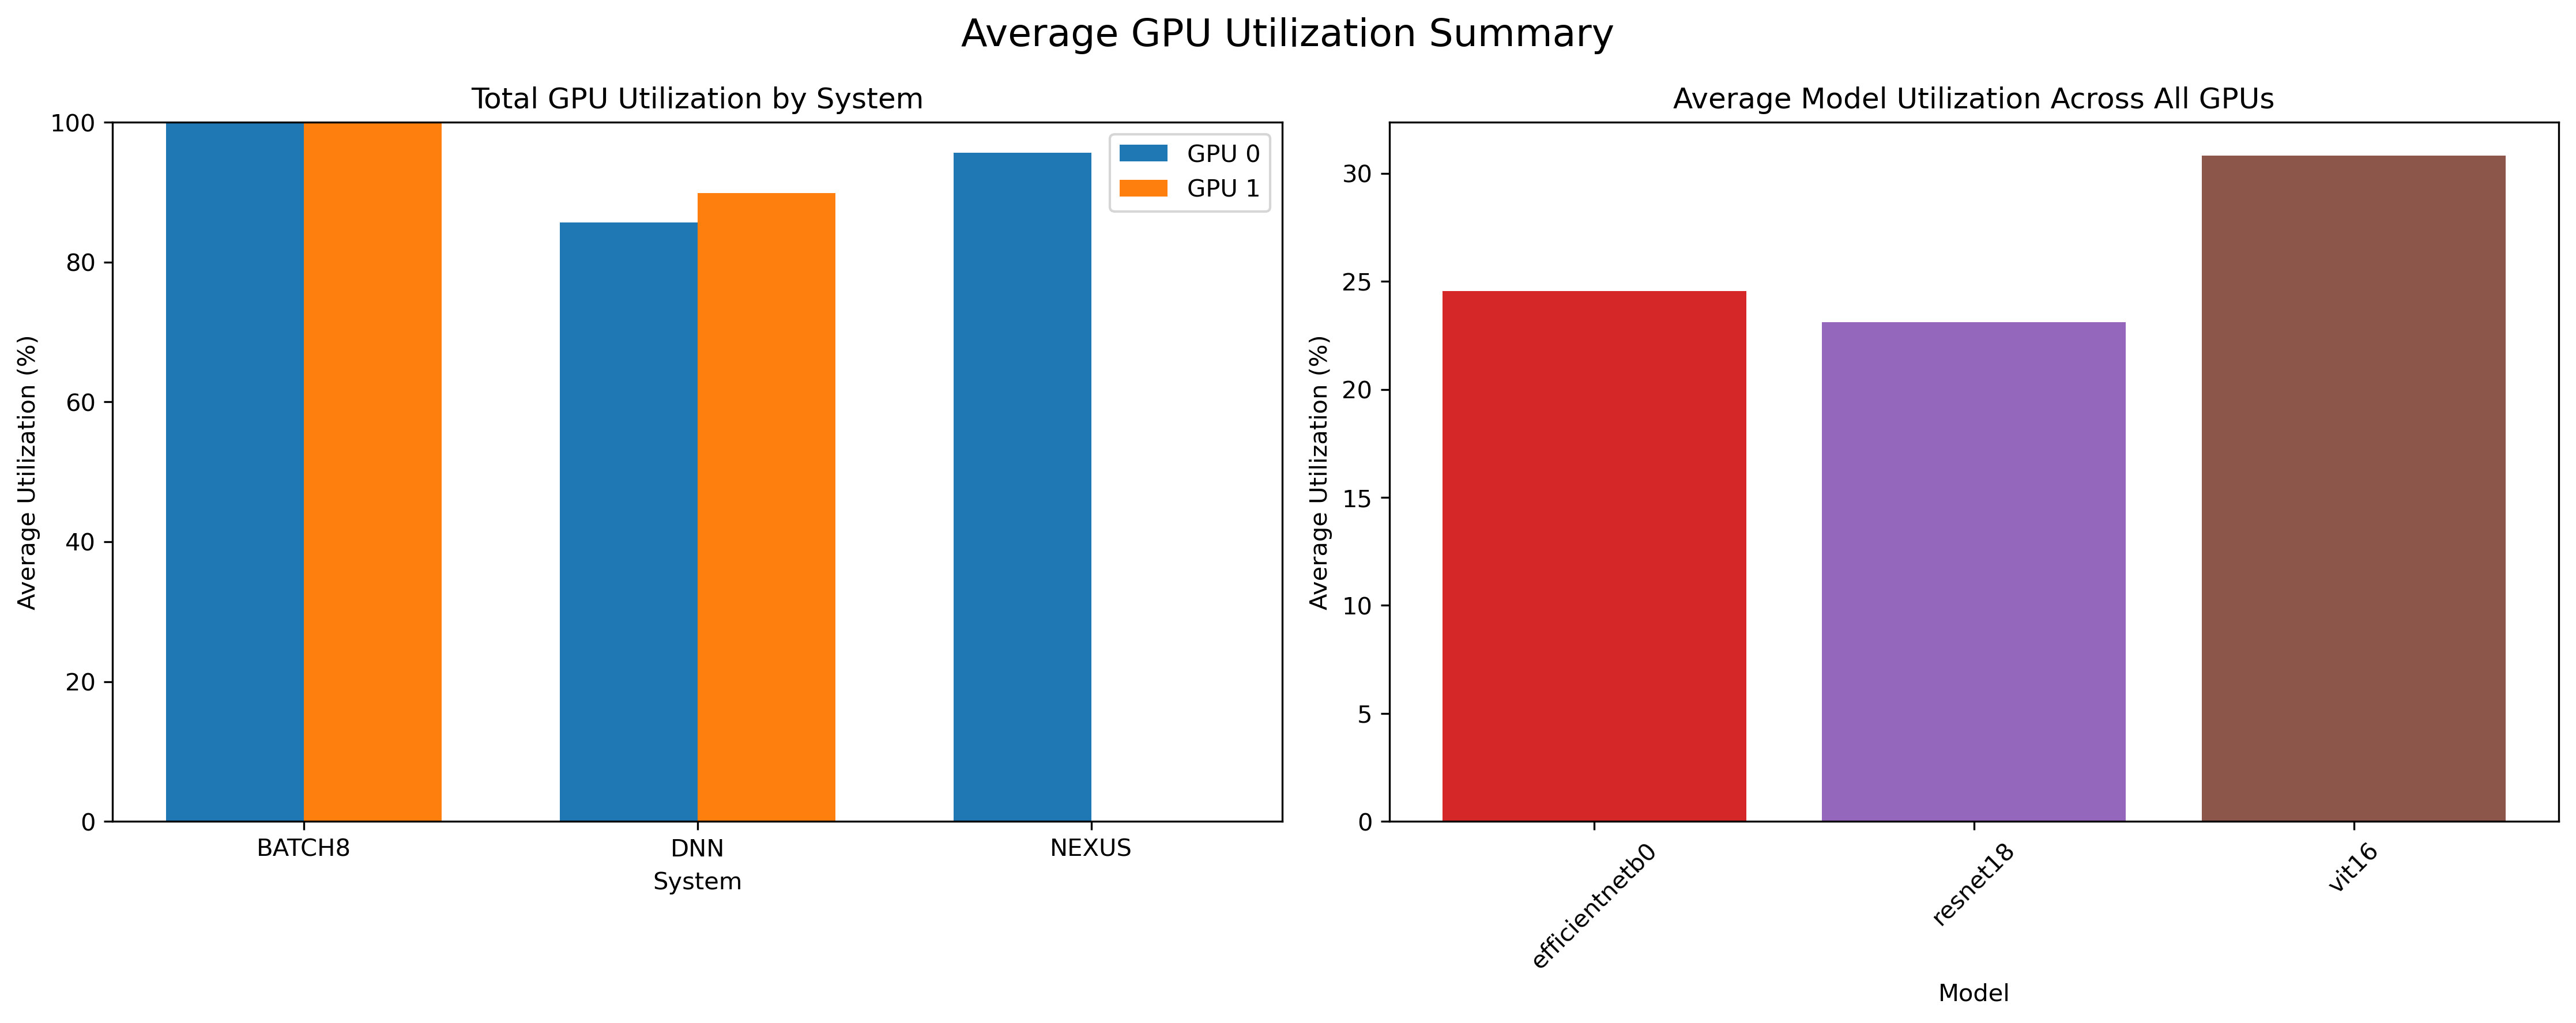 Average GPU Utilization Summary
Total GPU Utilization by System
100
80
60
40
20
0
Average Utilization (%)
GPU 0
GPU 1
BATCH8
DNN
NEXUS
System
Average Model Utilization Across All GPUs
30
25
20
15
10
5
0
Average Utilization (%)
efficientnetb0
resnet18
vit16
Model